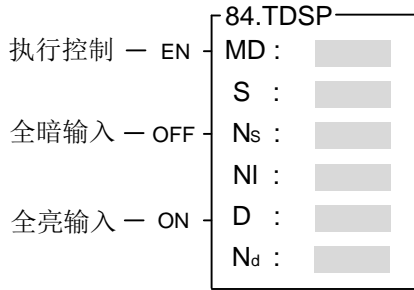 84.TDSP
执行控制 — EN MD :
S :
全暗输入 — OFF Ns :
NI :
全亮输入 — ON D :
Nd :